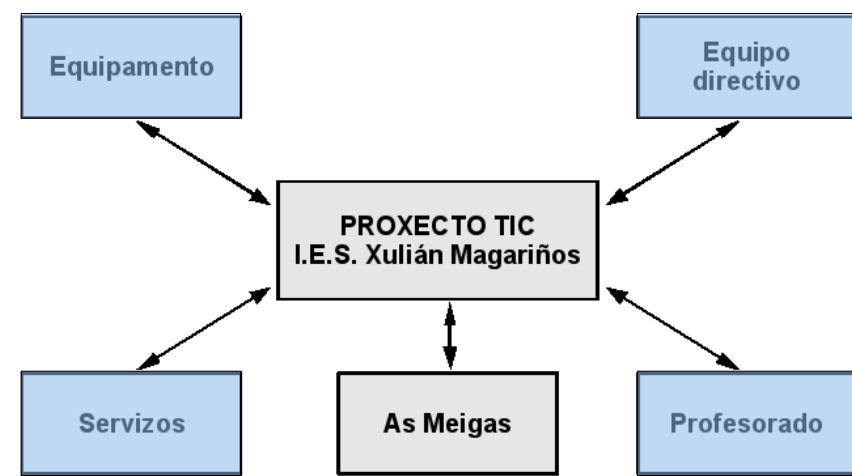 Equipamento
Equipo
directivo
PROXECTO TIC
I.E.S. Xulián Magariños
Servizos
As Meigas
Profesorado